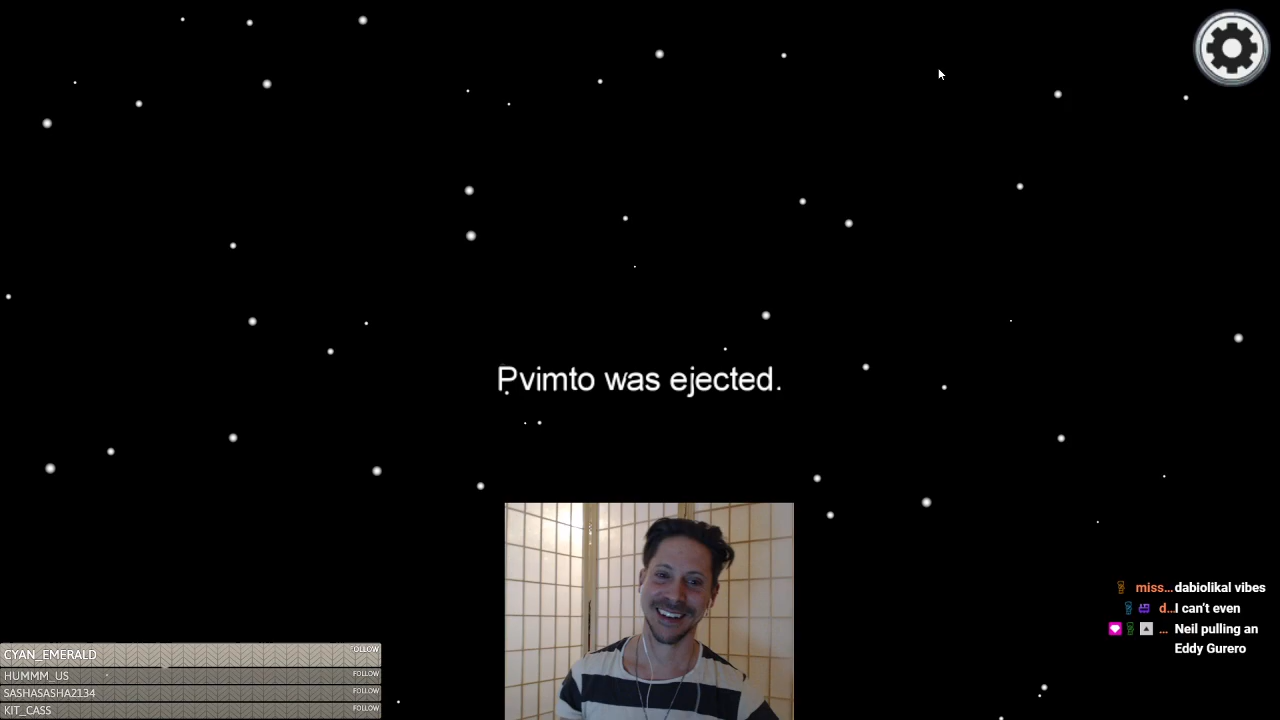 Pvimto was ejected.
miss... dabiolikal vibes
d... I can't even
... Neil pulling an
Eddy Gurero
CYAN_EMERALD FOLLOW
HUMMM_US FOLLOW
SASHASASHA2134 FOLLOW
KIT_CASS FOLLOW